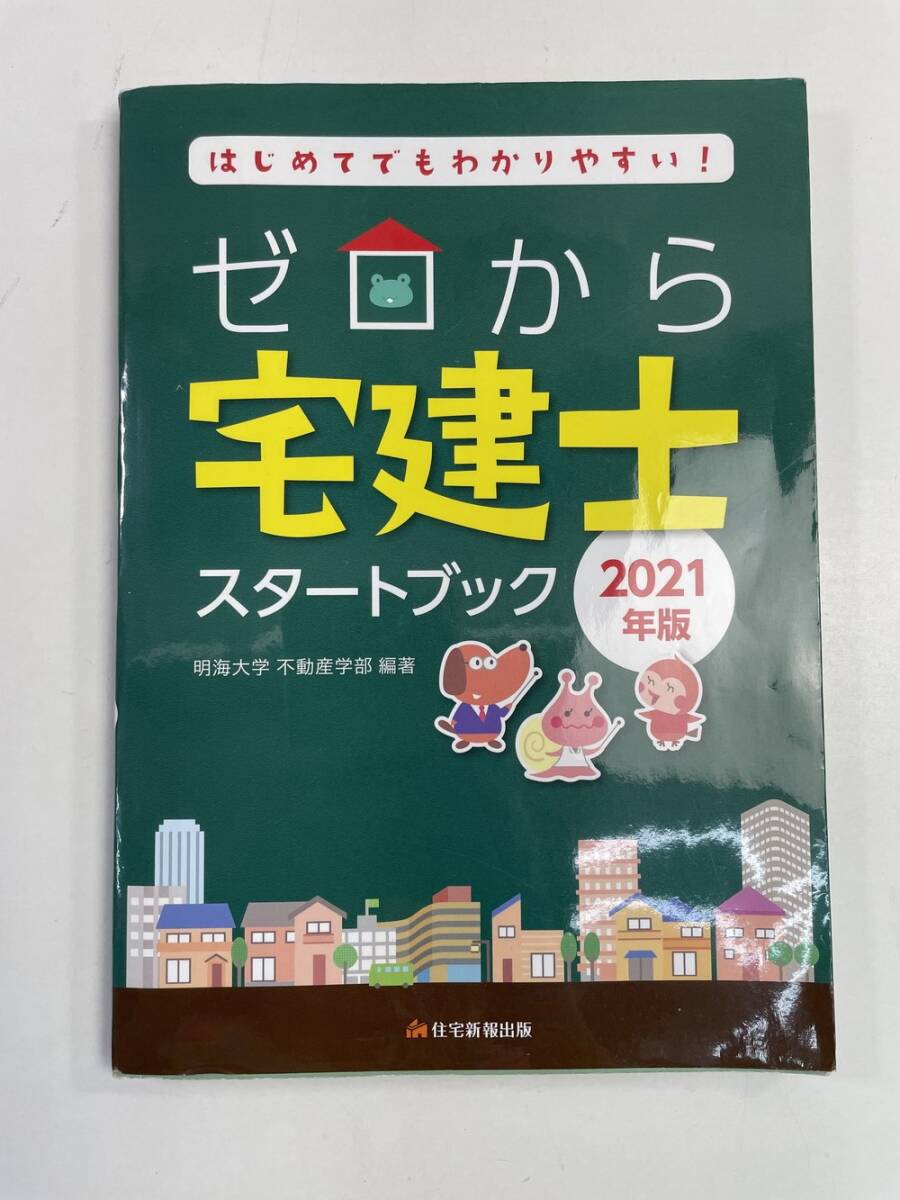 はじめてでもわかりやすい!
ゼロから
宅建士
スタートブック
2021
年版
明海大学 不動産学部 編著
住宅新報出版